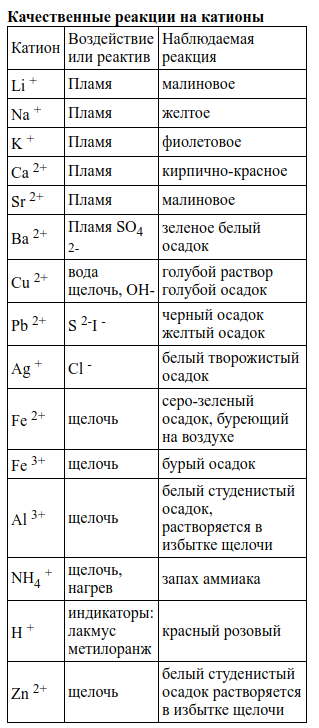 Качественные реакции на катионы
Катион Воздействие или реактив Наблюдаемая реакция
Li + Пламя малиновое
Na + Пламя желтое
K + Пламя фиолетовое
Ca 2+ Пламя кирпично-красное
Sr 2+ Пламя малиновое
Ba 2+ Пламя SO4 2- зеленое белый осадок
Cu 2+ вода щелочь, OH- голубой раствор голубой осадок
Pb 2+ S 2-I - черный осадок желтый осадок
Ag + Cl - белый творожистый осадок
Fe 2+ щелочь серо-зеленый осадок, буреющий на воздухе
Fe 3+ щелочь бурый осадок
Al 3+ щелочь белый студенистый осадок, растворяется в избытке щелочи
NH4 + щелочь, нагрев запах аммиака
H + индикаторы: лакмус метилоранж красный розовый
Zn 2+ щелочь белый студенистый осадок растворяется в избытке щелочи